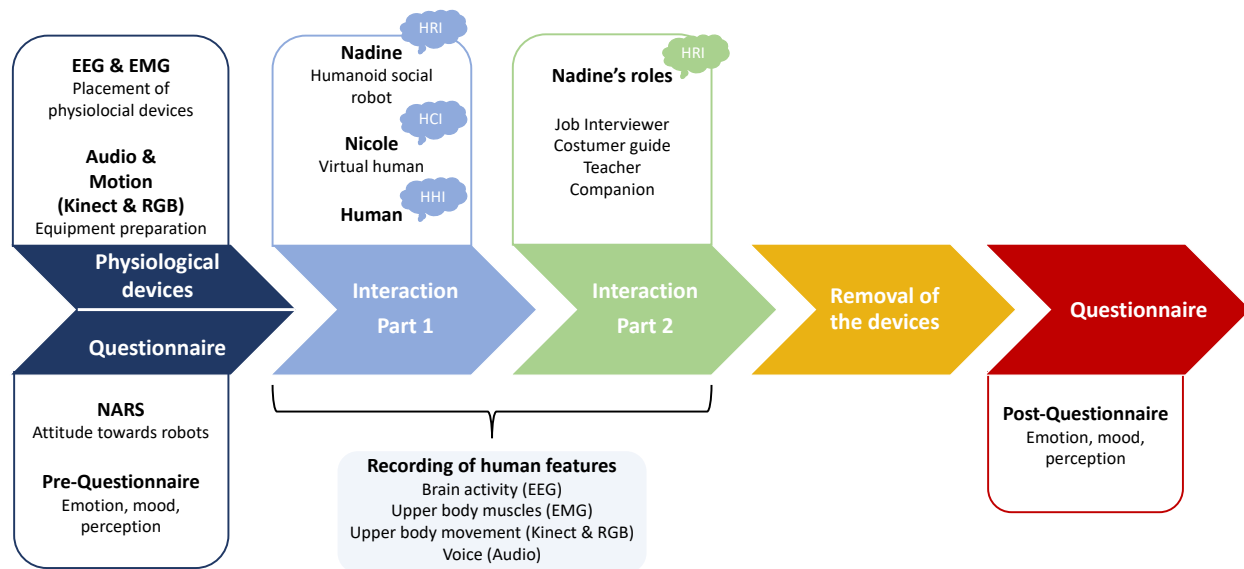 EEG & EMG
Placement of
physiolocial devices
Audio &
Motion
(Kinect & RGB)
Equipment preparation
Physiological
devices
Questionnaire
NARS
Attitude towards robots
Pre-Questionnaire
Emotion, mood,
perception
HRI
Nadine
Humanoid social
robot
HCI
Nicole
Virtual human
HHI
Human
Interaction
Part 1
HRI
Nadine’s roles
Job Interviewer
Costumer guide
Teacher
Companion
Interaction
Part 2
Recording of human features
Brain activity (EEG)
Upper body muscles (EMG)
Upper body movement (Kinect & RGB)
Voice (Audio)
Removal of
the devices
Questionnaire
Post-Questionnaire
Emotion, mood,
perception